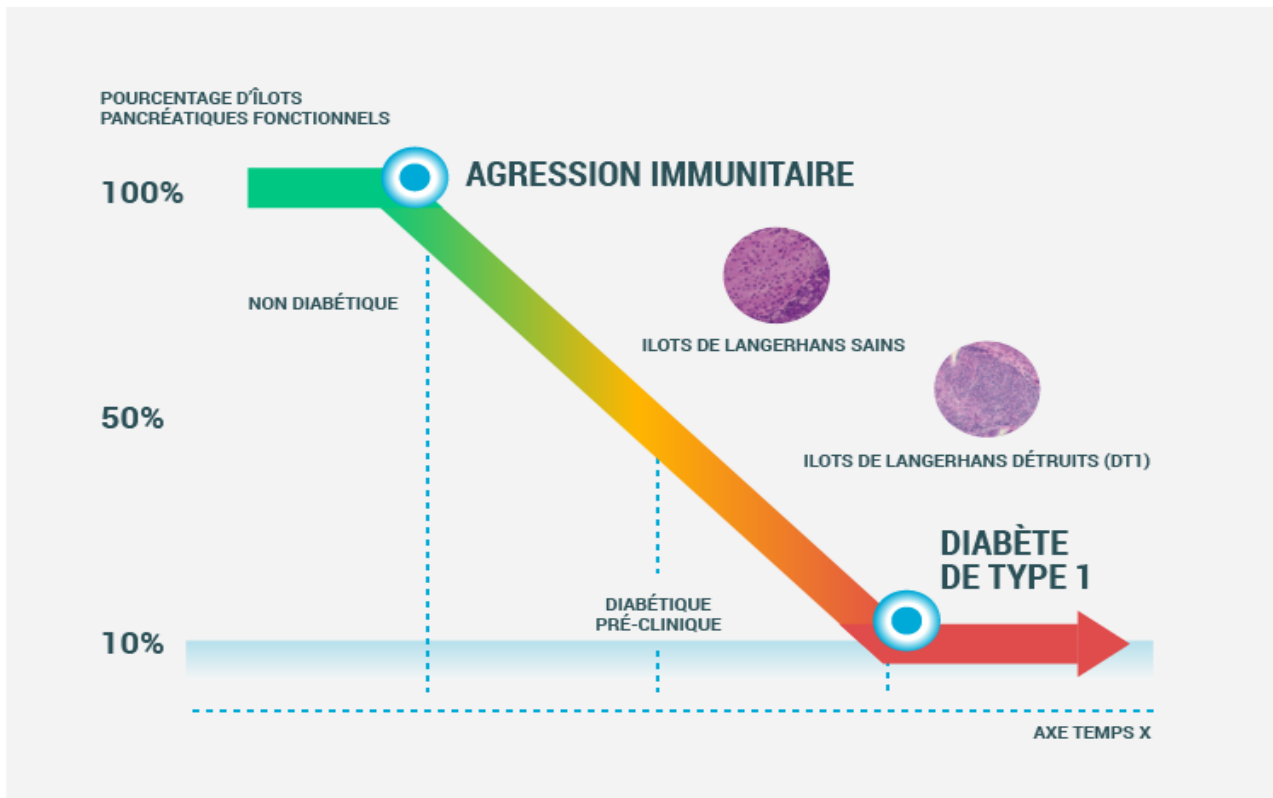 POURCENTAGE D'ÎLOTS
PANCRÉATIQUES FONCTIONNELS
100%
AGRESSION IMMUNITAIRE
NON DIABÉTIQUE
ILOTS DE LANGERHANS SAINS
50%
ILOTS DE LANGERHANS DÉTRUITS (DT1)
DIABÈTE
DE TYPE 1
DIABÉTIQUE
PRÉ-CLINIQUE
10%
AXE TEMPS X